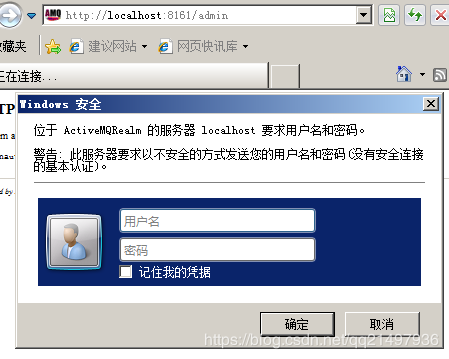 AMQ http://localhost:8161/admin
收藏夹 建议网站 网页快讯库
正在连接...
Windows 安全
位于 ActiveMQRealm 的服务器 localhost 要求用户名和密码。
警告: 此服务器要求以不安全的方式发送您的用户名和密码(没有安全连接
的基本认证)。
用户名
密码
记住我的凭据
确定 取消
https://blog.csdn.net/qq21497936